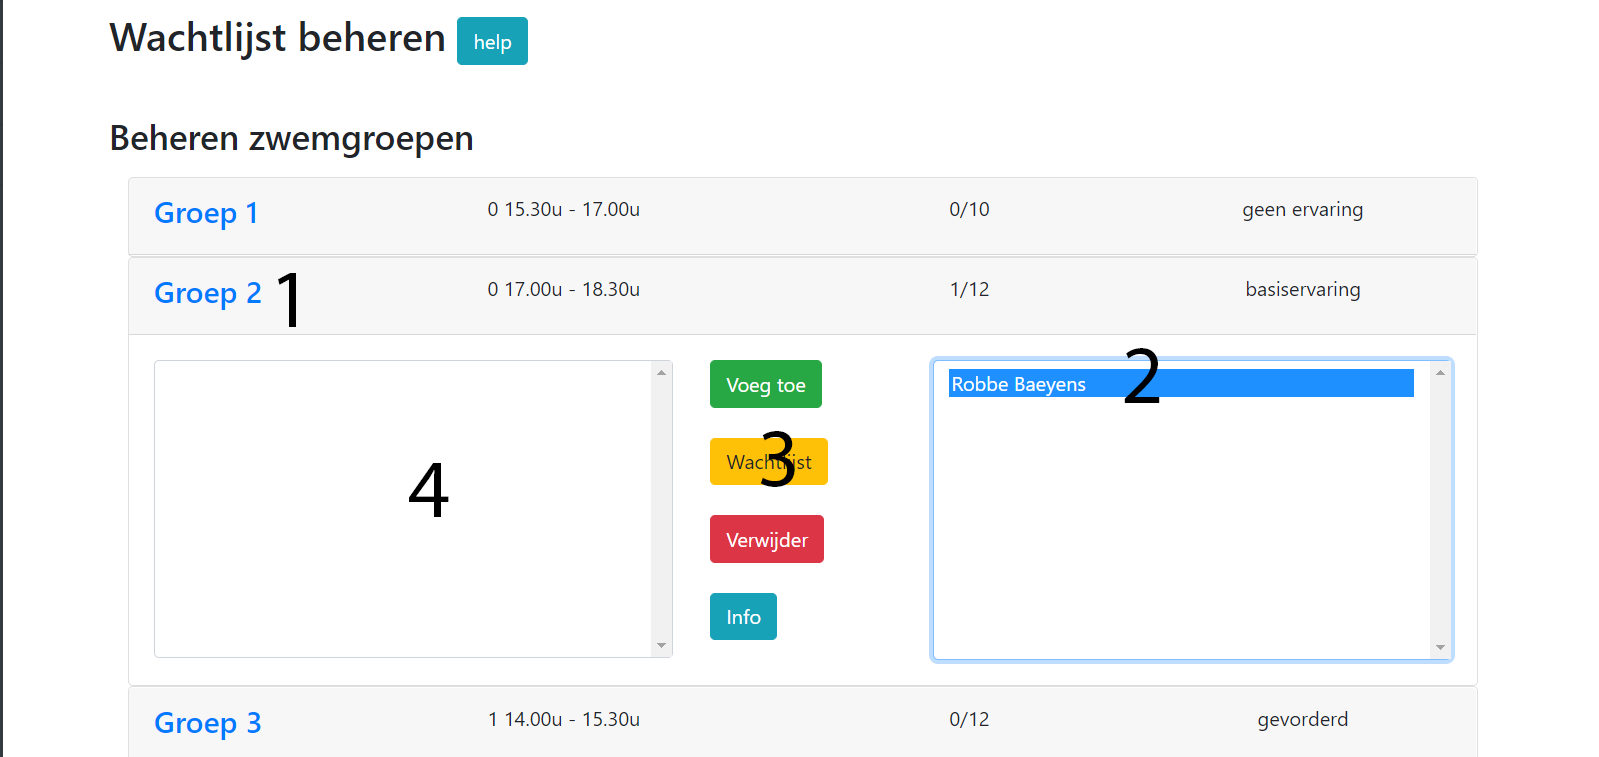 Wachtlijst beheren help
Beheren zwemgroepen
Groep 1 0 15.30u - 17.00u 0/10 geen ervaring
Groep 2 1 0 17.00u - 18.30u 1/12 basiservaring
Voeg toe
Robbe Baeyens 2
Wachtlijst 3
4
Verwijder
Info
Groep 3 1 14.00u - 15.30u 0/12 gevorderd